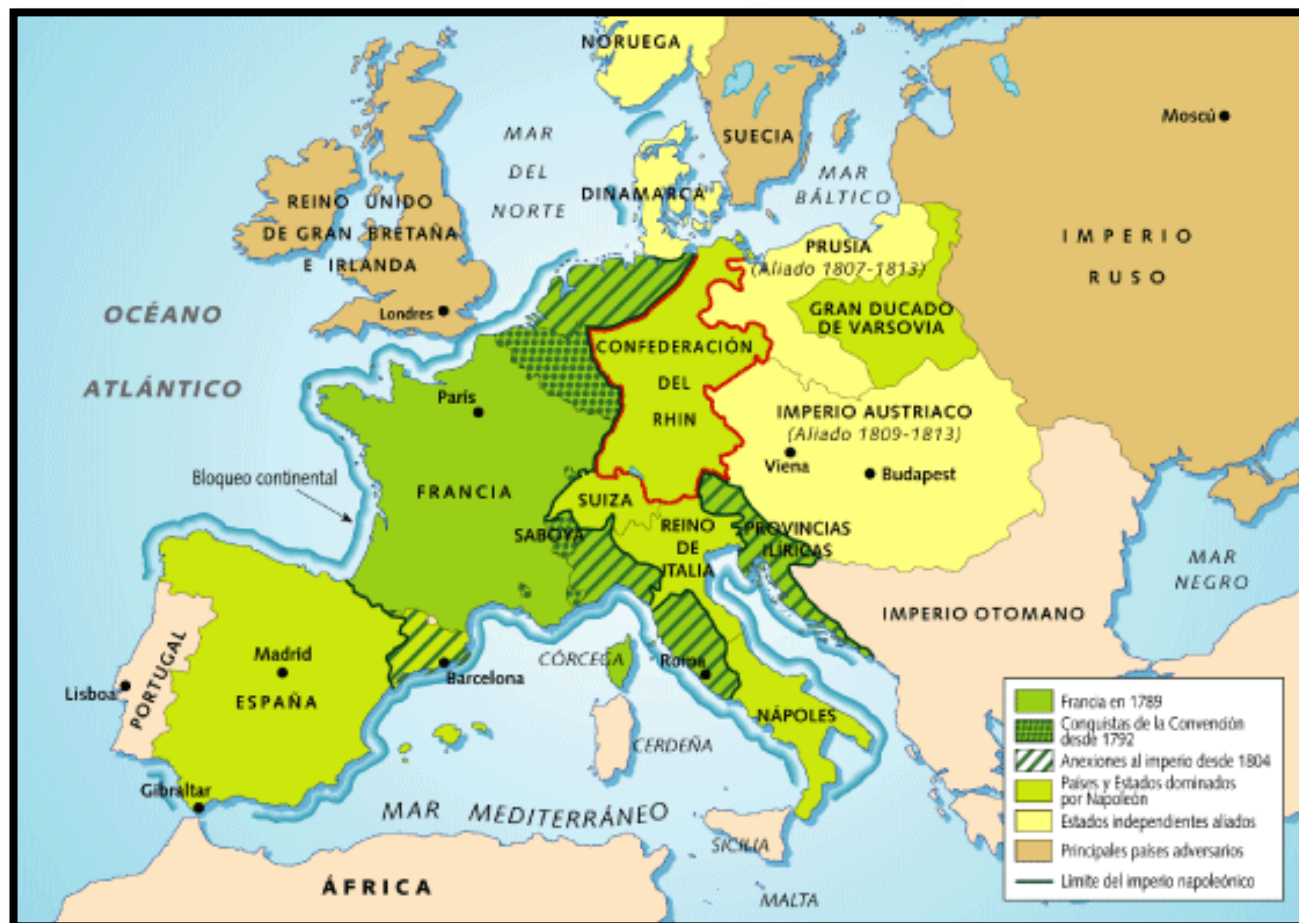 NORUEGA
SUECIA
Moscú
MAR
DEL
NORTE
DINAMARCA
MAR
BÁLTICO
REINO UNIDO
DE GRAN BRETAÑA
E IRLANDA
Londres
IMPERIO
RUSO
PRUSIA
(Aliado 1807-1813)
GRAN DUCADO
DE VARSOVIA
OCÉANO
ATLÁNTICO
CONFEDERACIÓN
DEL
RHIN
París
IMPERIO AUSTRIACO
(Aliado 1809-1813)
Viena
Budapest
Bloqueo continental
FRANCIA
SUIZA
SABOYA
REINO
DE
ITALIA
PROVINCIAS
ILÍRICAS
MAR
NEGRO
IMPERIO OTOMANO
PORTUGAL
Lisboa
Madrid
ESPAÑA
Barcelona
CÓRCEGA
Roma
NÁPOLES
CERDEÑA
Gibraltar
MAR MEDITERRÁNEO
SICILIA
MALTA
ÁFRICA
Francia en 1789
Conquistas de la Convención
desde 1792
Anexiones al imperio desde 1804
Países y Estados dominados
por Napoleón
Estados independientes aliados
Principales países adversarios
Límite del imperio napoleónico